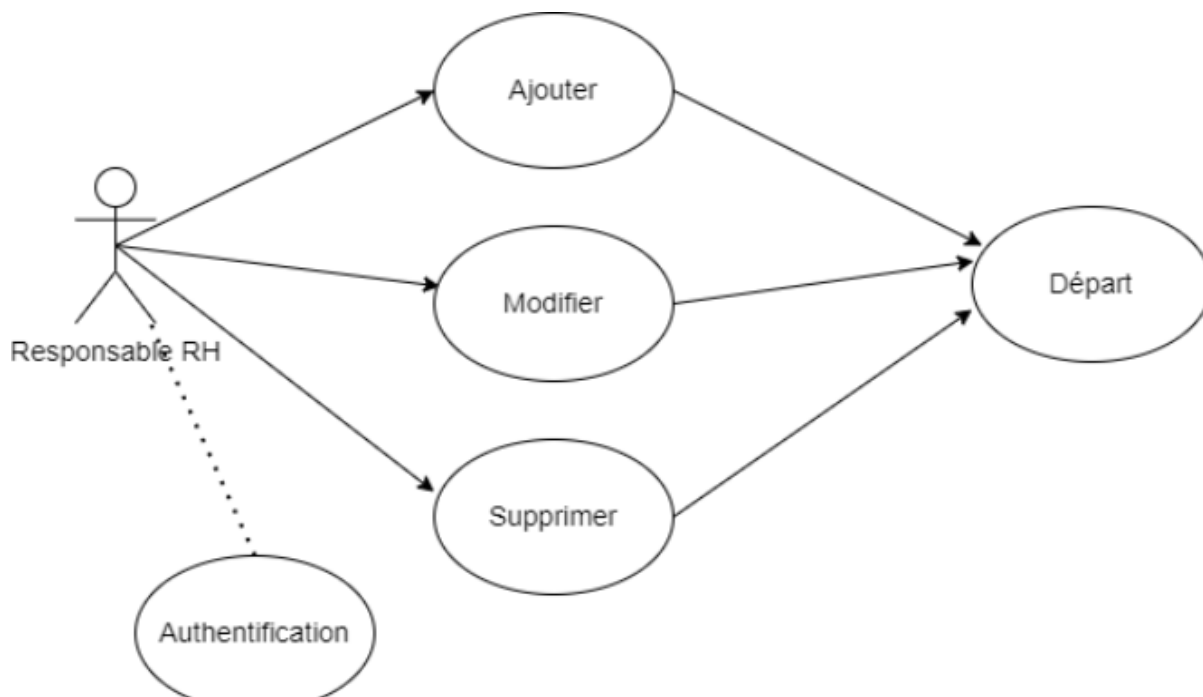 Ajouter
Modifier
Départ
Responsable RH
Supprimer
Authentification